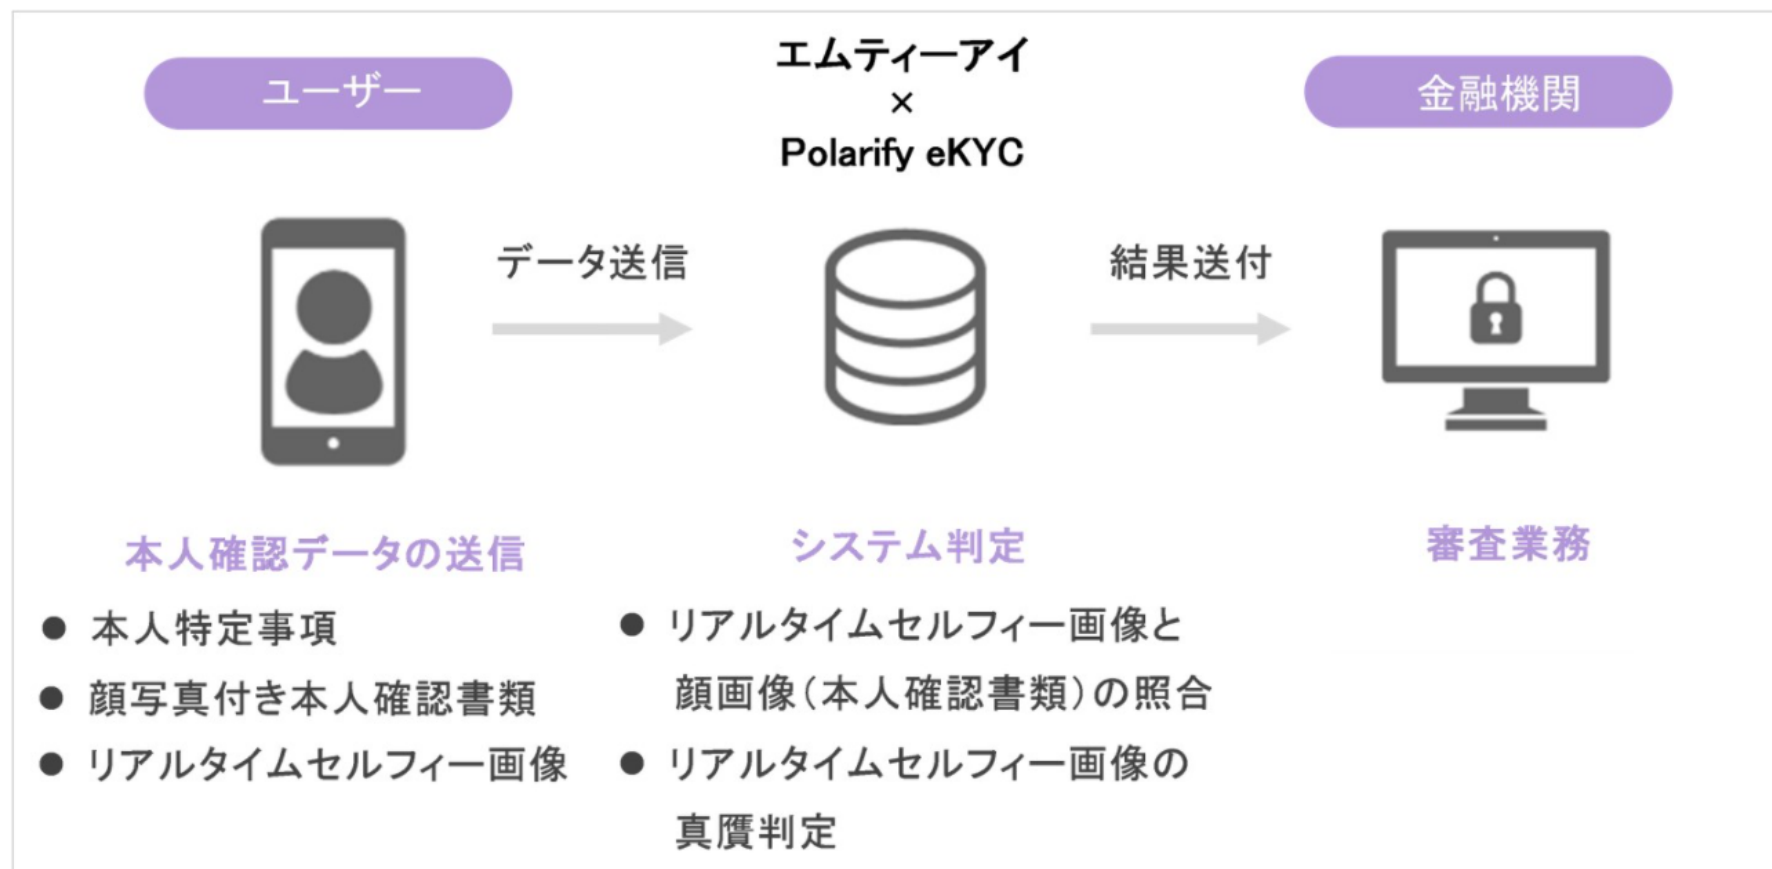 ユーザー
エムティーアイ
×
Polarify eKYC
金融機関
データ送信
結果送付
本人確認データの送信
● 本人特定事項
● 顔写真付き本人確認書類
● リアルタイムセルフィー画像
システム判定
● リアルタイムセルフィー画像と
顔画像(本人確認書類)の照合
● リアルタイムセルフィー画像の
真贋判定
審査業務